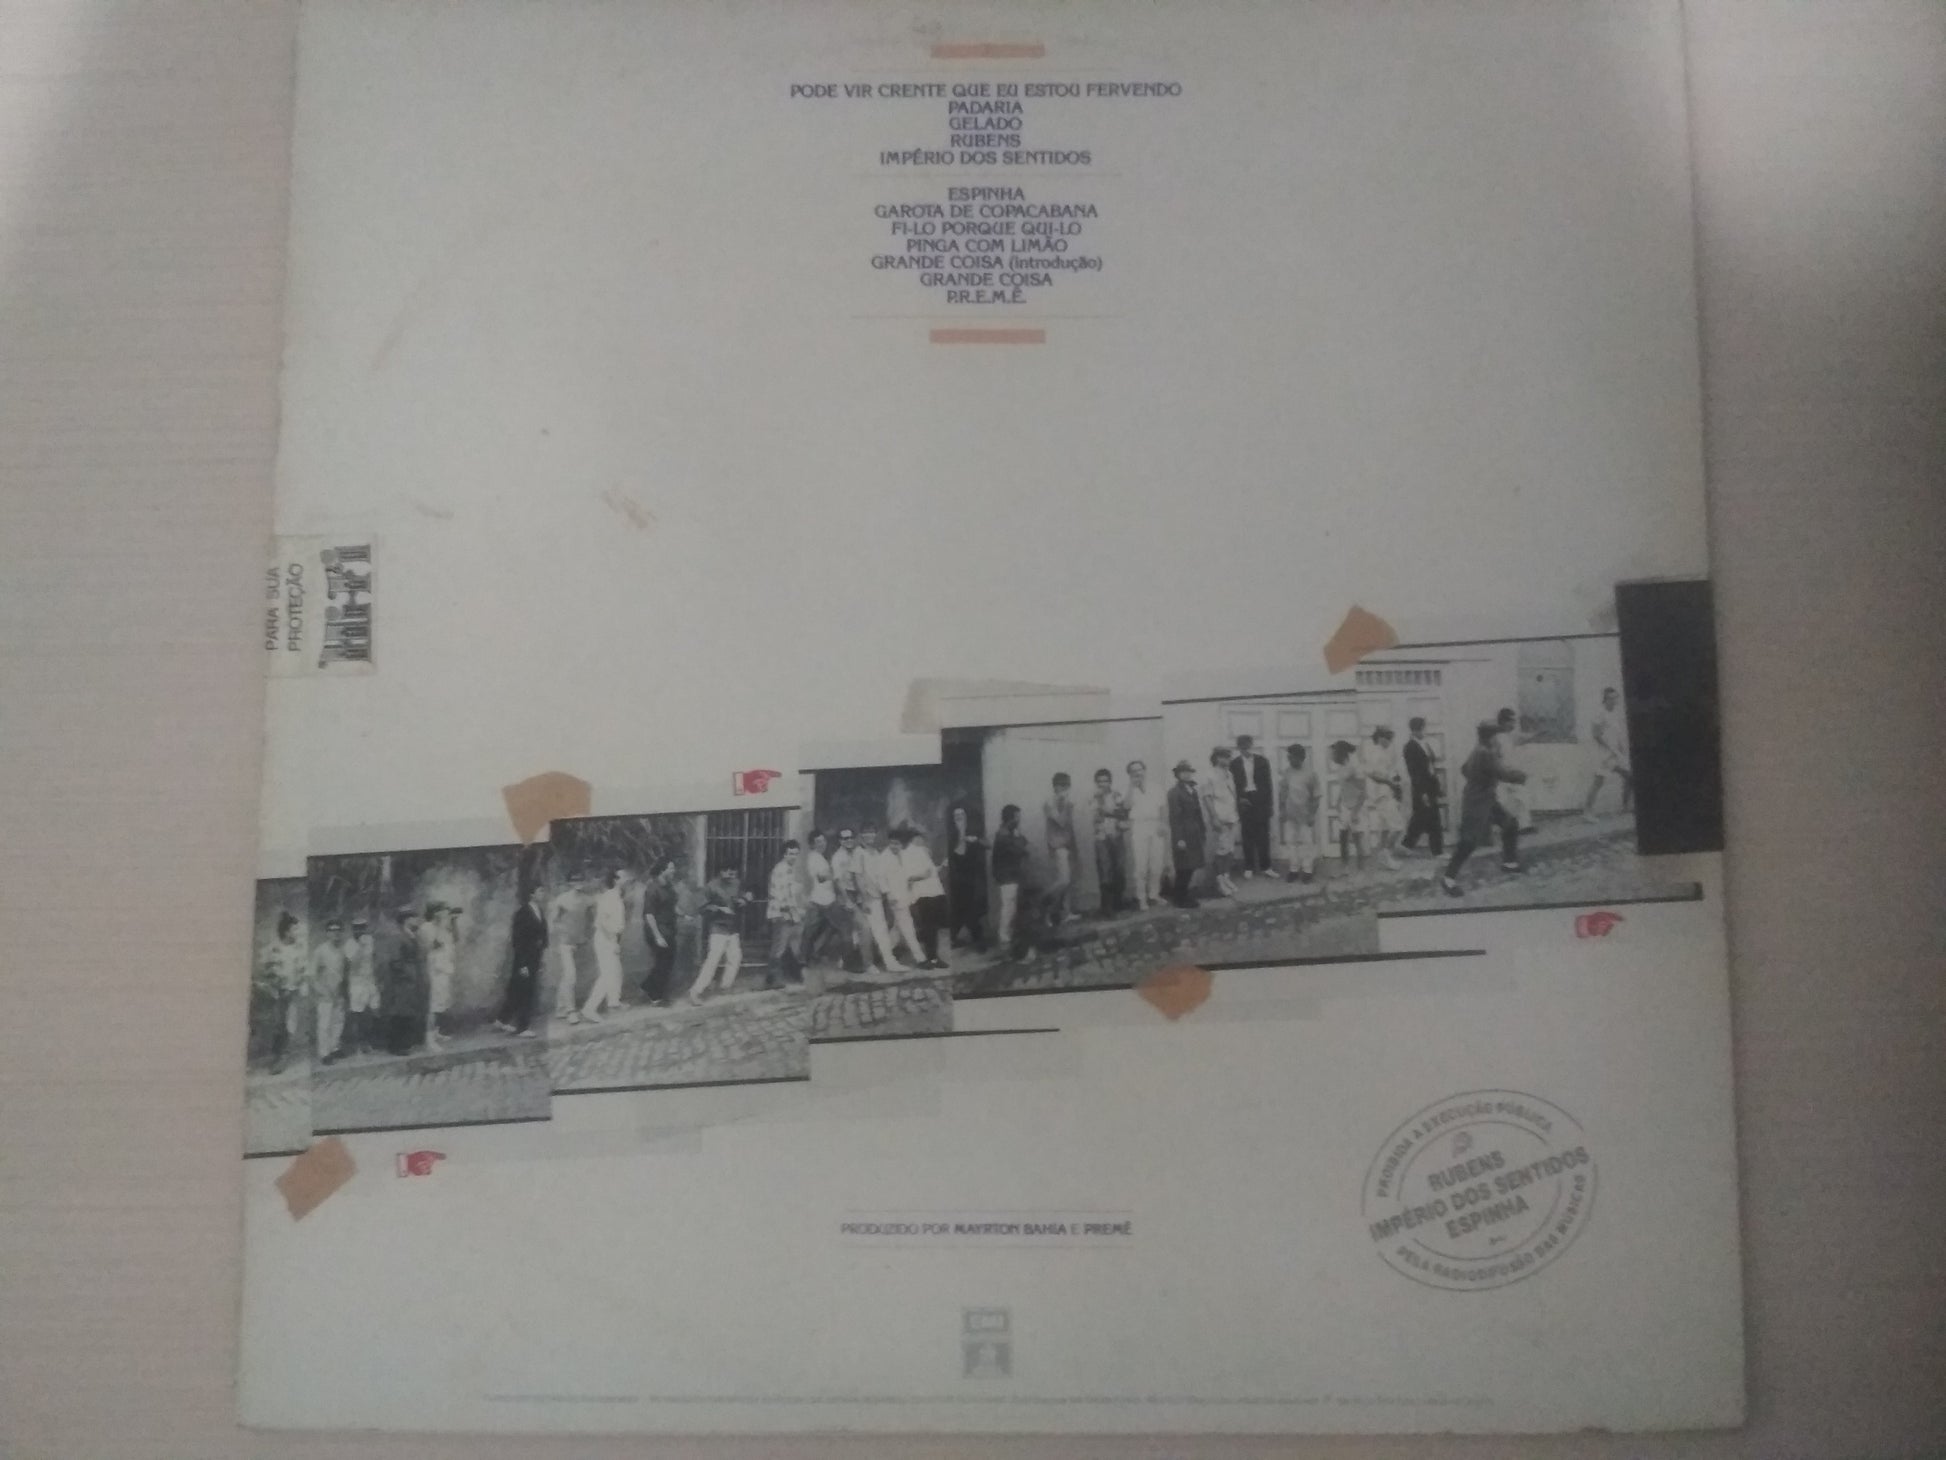 PODE VIR CRENTE QUE EU ESTOU FERVENDO
PADARIA
GELADO
RUBENS
IMPÉRIO DOS SENTIDOS
ESPINHA
GAROTA DE COPACABANA
FI-LO PORQUE QUI-LO
PINGA COM LIMÃO
GRANDE COISA (introdução)
GRANDE COISA
P.R.E.M.Ê.
PARA SUA
PROTEÇÃO
hi-fi
PROIBIDA A EXECUÇÃO PÚBLICA
RUBENS
IMPÉRIO DOS SENTIDOS
ESPINHA
PELA RADIODIFUSÃO DAS MÚSICAS
PRODUZIDO POR MAYRTON BAHIA E PREMÊ
EMI